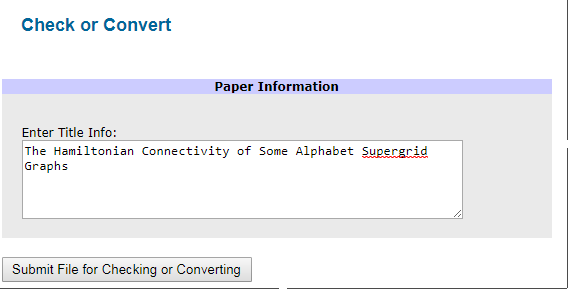 Check or Convert
Paper Information
Enter Title Info:
The Hamiltonian Connectivity of Some Alphabet Supergrid
Graphs
Submit File for Checking or Converting